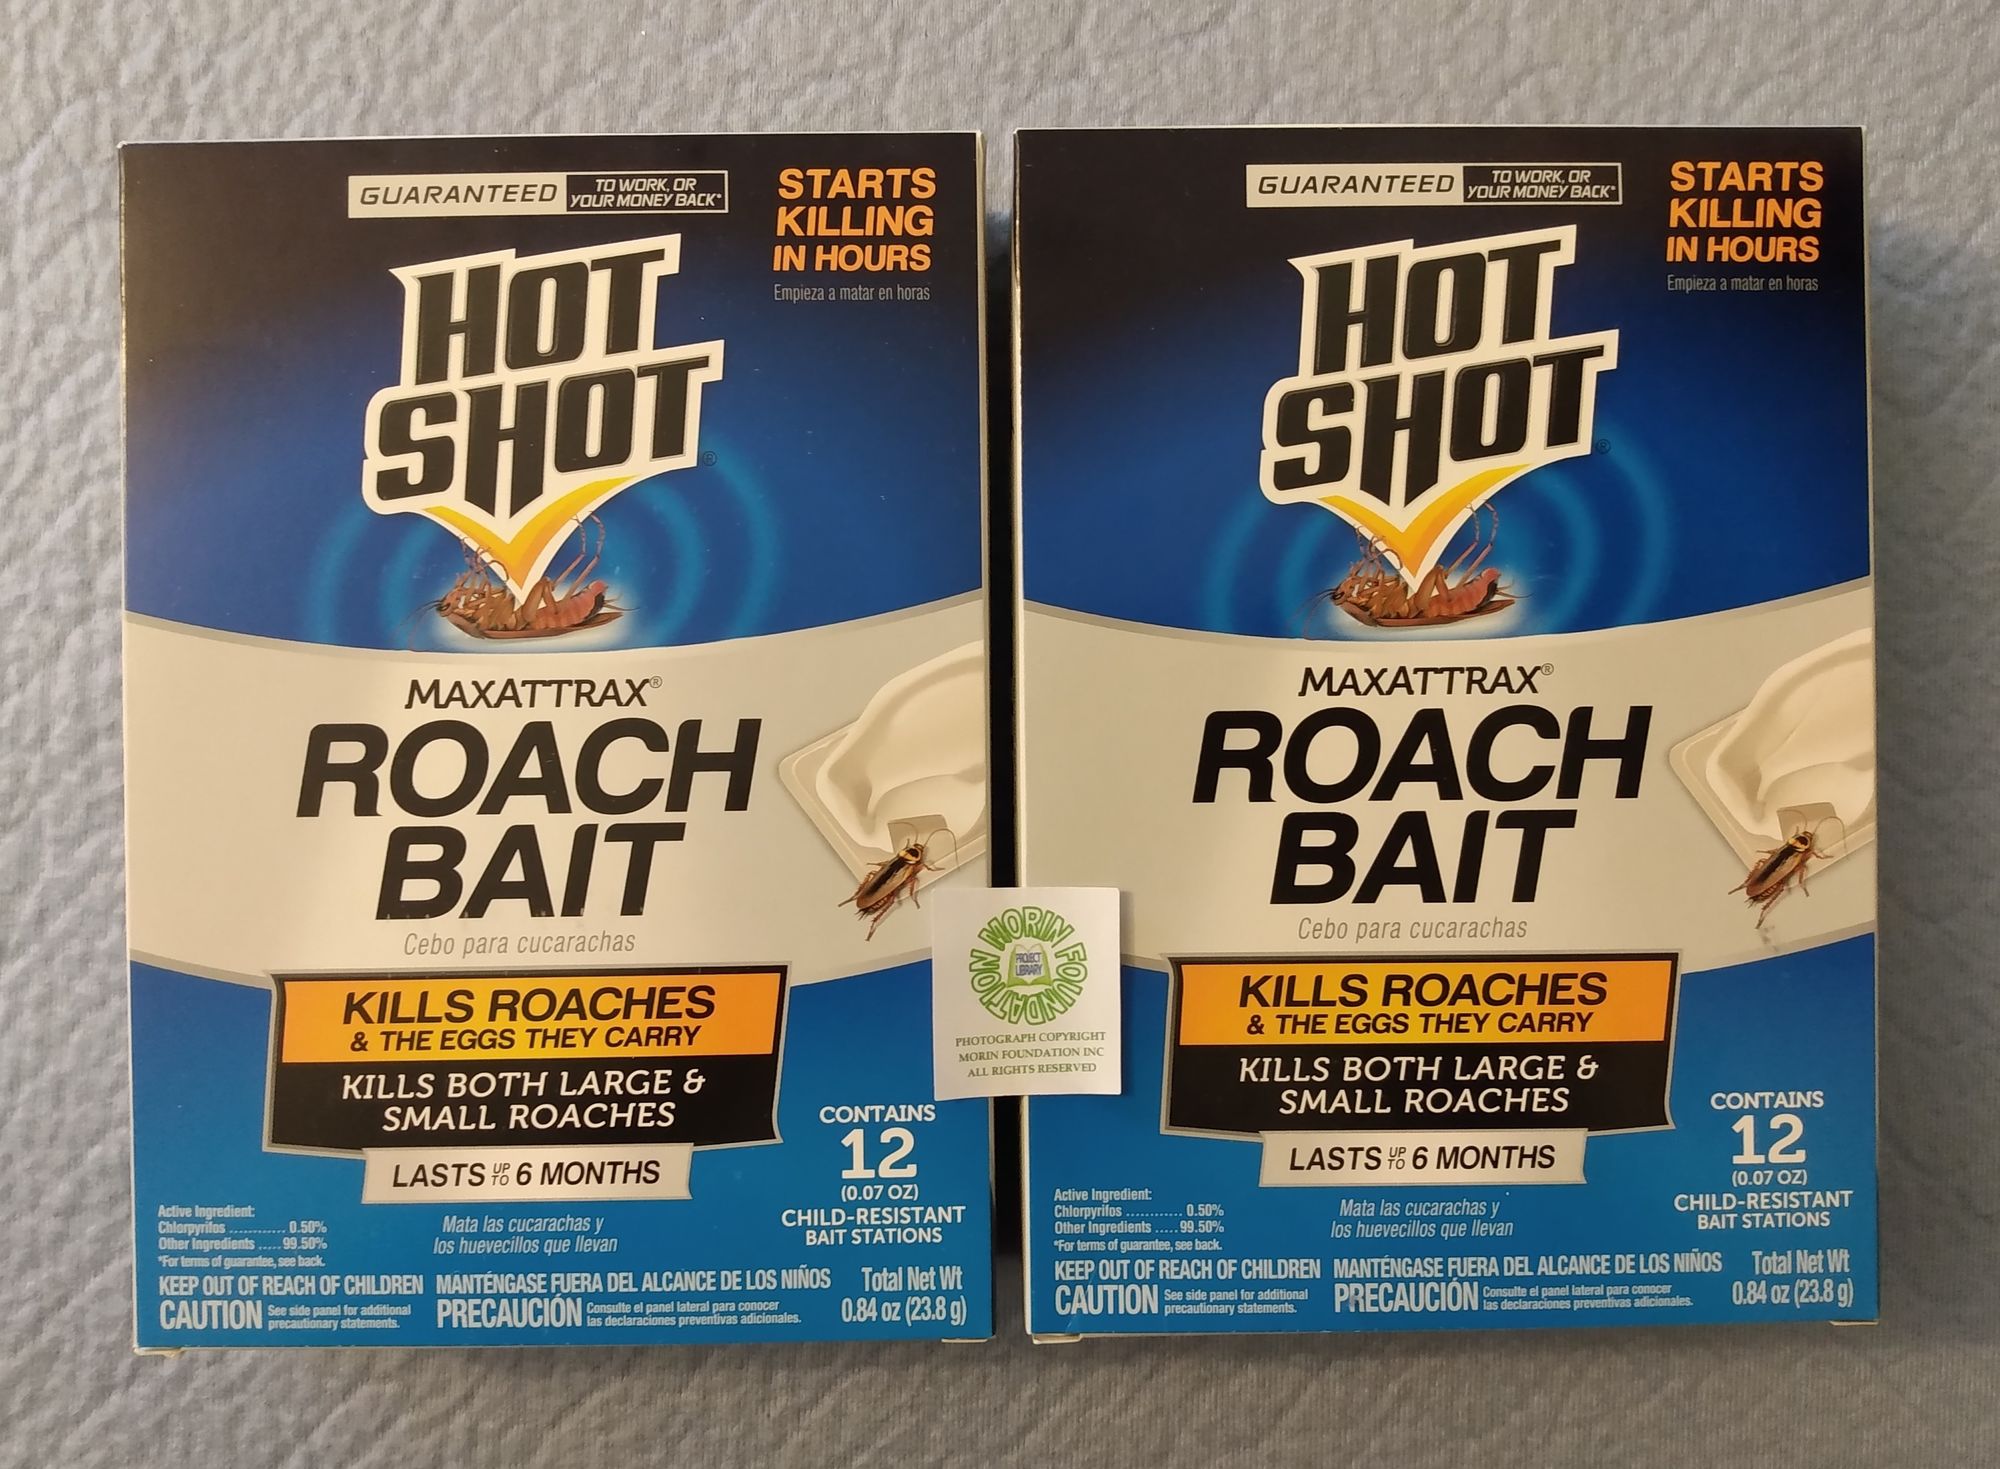 GUARANTEED TO WORK, OR
YOUR MONEY BACK*
STARTS
KILLING
IN HOURS
Empieza a matar en horas
HOT
SHOT®
MAXATTRAX®
ROACH
BAIT
Cebo para cucarachas
KILLS ROACHES
& THE EGGS THEY CARRY
KILLS BOTH LARGE &
SMALL ROACHES
LASTS UP TO 6 MONTHS
Mata las cucarachas y
los huevecillos que llevan
CONTAINS
12
(0.07 OZ)
CHILD-RESISTANT
BAIT STATIONS
Active Ingredient:
Chlorpyrifos ............ 0.50%
Other Ingredients ..... 99.50%
*For terms of guarantee, see back.
KEEP OUT OF REACH OF CHILDREN MANTÉNGASE FUERA DEL ALCANCE DE LOS NIÑOS
CAUTION See side panel for additional
precautionary statements.
PRECAUCIÓN Consulte el panel lateral para conocer
las declaraciones preventivas adicionales.
Total Net Wt
0.84 oz (23.8 g)
MORIN FOUNDATION
PROJECT
LIBRARY
PHOTOGRAPH COPYRIGHT
MORIN FOUNDATION INC
ALL RIGHTS RESERVED
GUARANTEED TO WORK, OR
YOUR MONEY BACK*
STARTS
KILLING
IN HOURS
Empieza a matar en horas
HOT
SHOT®
MAXATTRAX®
ROACH
BAIT
Cebo para cucarachas
KILLS ROACHES
& THE EGGS THEY CARRY
KILLS BOTH LARGE &
SMALL ROACHES
LASTS UP TO 6 MONTHS
Mata las cucarachas y
los huevecillos que llevan
CONTAINS
12
(0.07 OZ)
CHILD-RESISTANT
BAIT STATIONS
Active Ingredient:
Chlorpyrifos ............ 0.50%
Other Ingredients ..... 99.50%
*For terms of guarantee, see back.
KEEP OUT OF REACH OF CHILDREN MANTÉNGASE FUERA DEL ALCANCE DE LOS NIÑOS
CAUTION See side panel for additional
precautionary statements.
PRECAUCIÓN Consulte el panel lateral para conocer
las declaraciones preventivas adicionales.
Total Net Wt
0.84 oz (23.8 g)